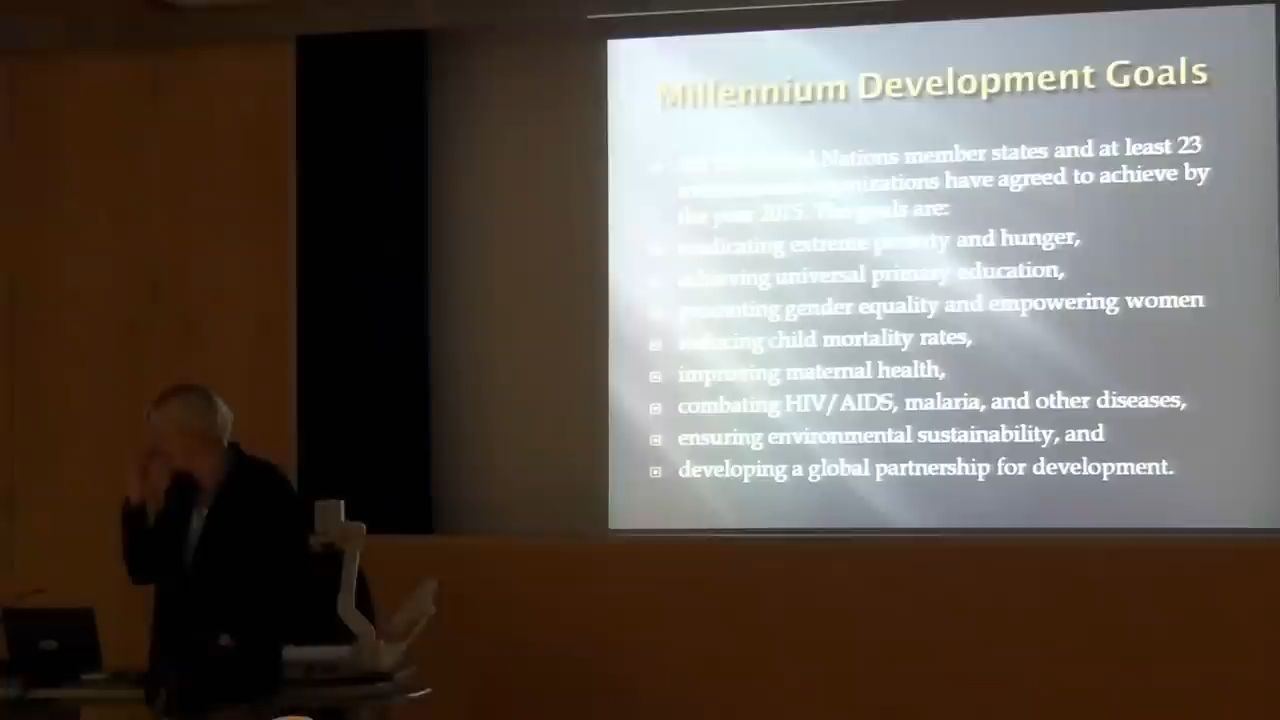 Millennium Development Goals
Nations member states and at least 23
organizations have agreed to achieve by
the year 2015. The goals are:
eradicating extreme poverty and hunger,
achieving universal primary education,
promoting gender equality and empowering women
reducing child mortality rates,
improving maternal health,
combating HIV/AIDS, malaria, and other diseases,
ensuring environmental sustainability, and
developing a global partnership for development.